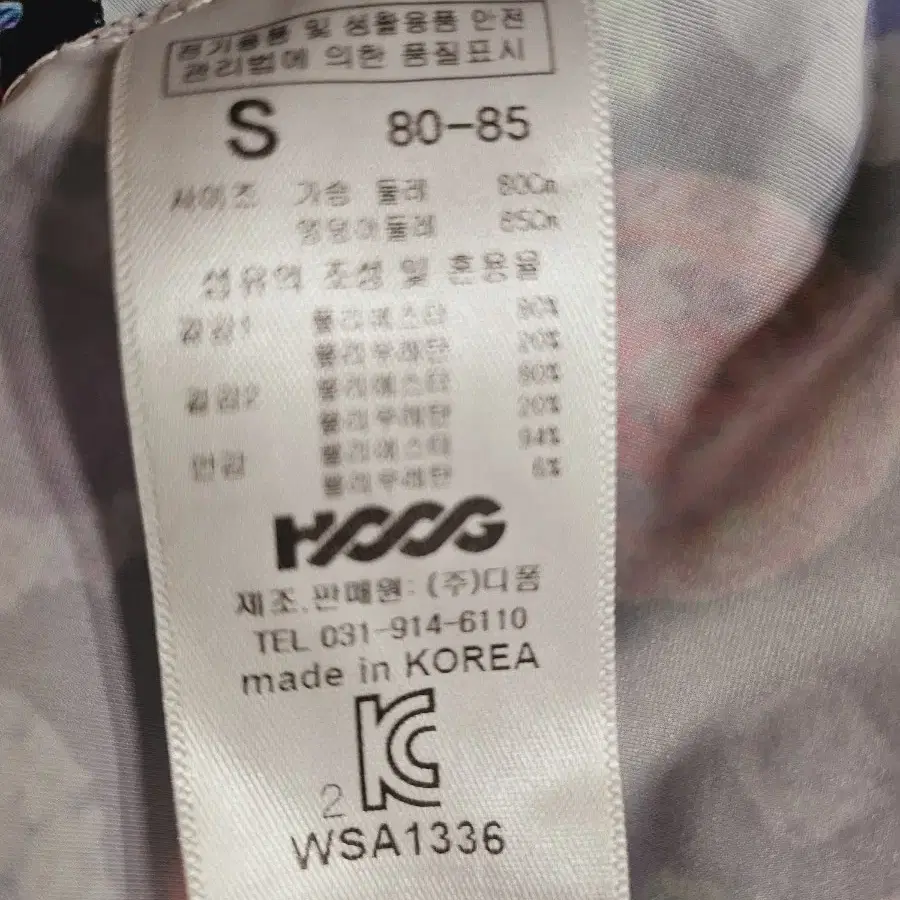 전기용품 및 생활용품 안전
관리법에 의한 품질표시
S 80-85
사이즈 가슴 둘레 80Cm
엉덩이둘레 85Cm
섬유의 조성 및 혼용율
겉감1 폴리에스타 80%
폴리우레탄 20%
겉감2 폴리에스타 80%
폴리우레탄 20%
안감 폴리에스타 94%
폴리우레탄 6%
HOOOG
제조.판매원: (주)디폼
TEL 031-914-6110
made in KOREA
KC
2
WSA1336